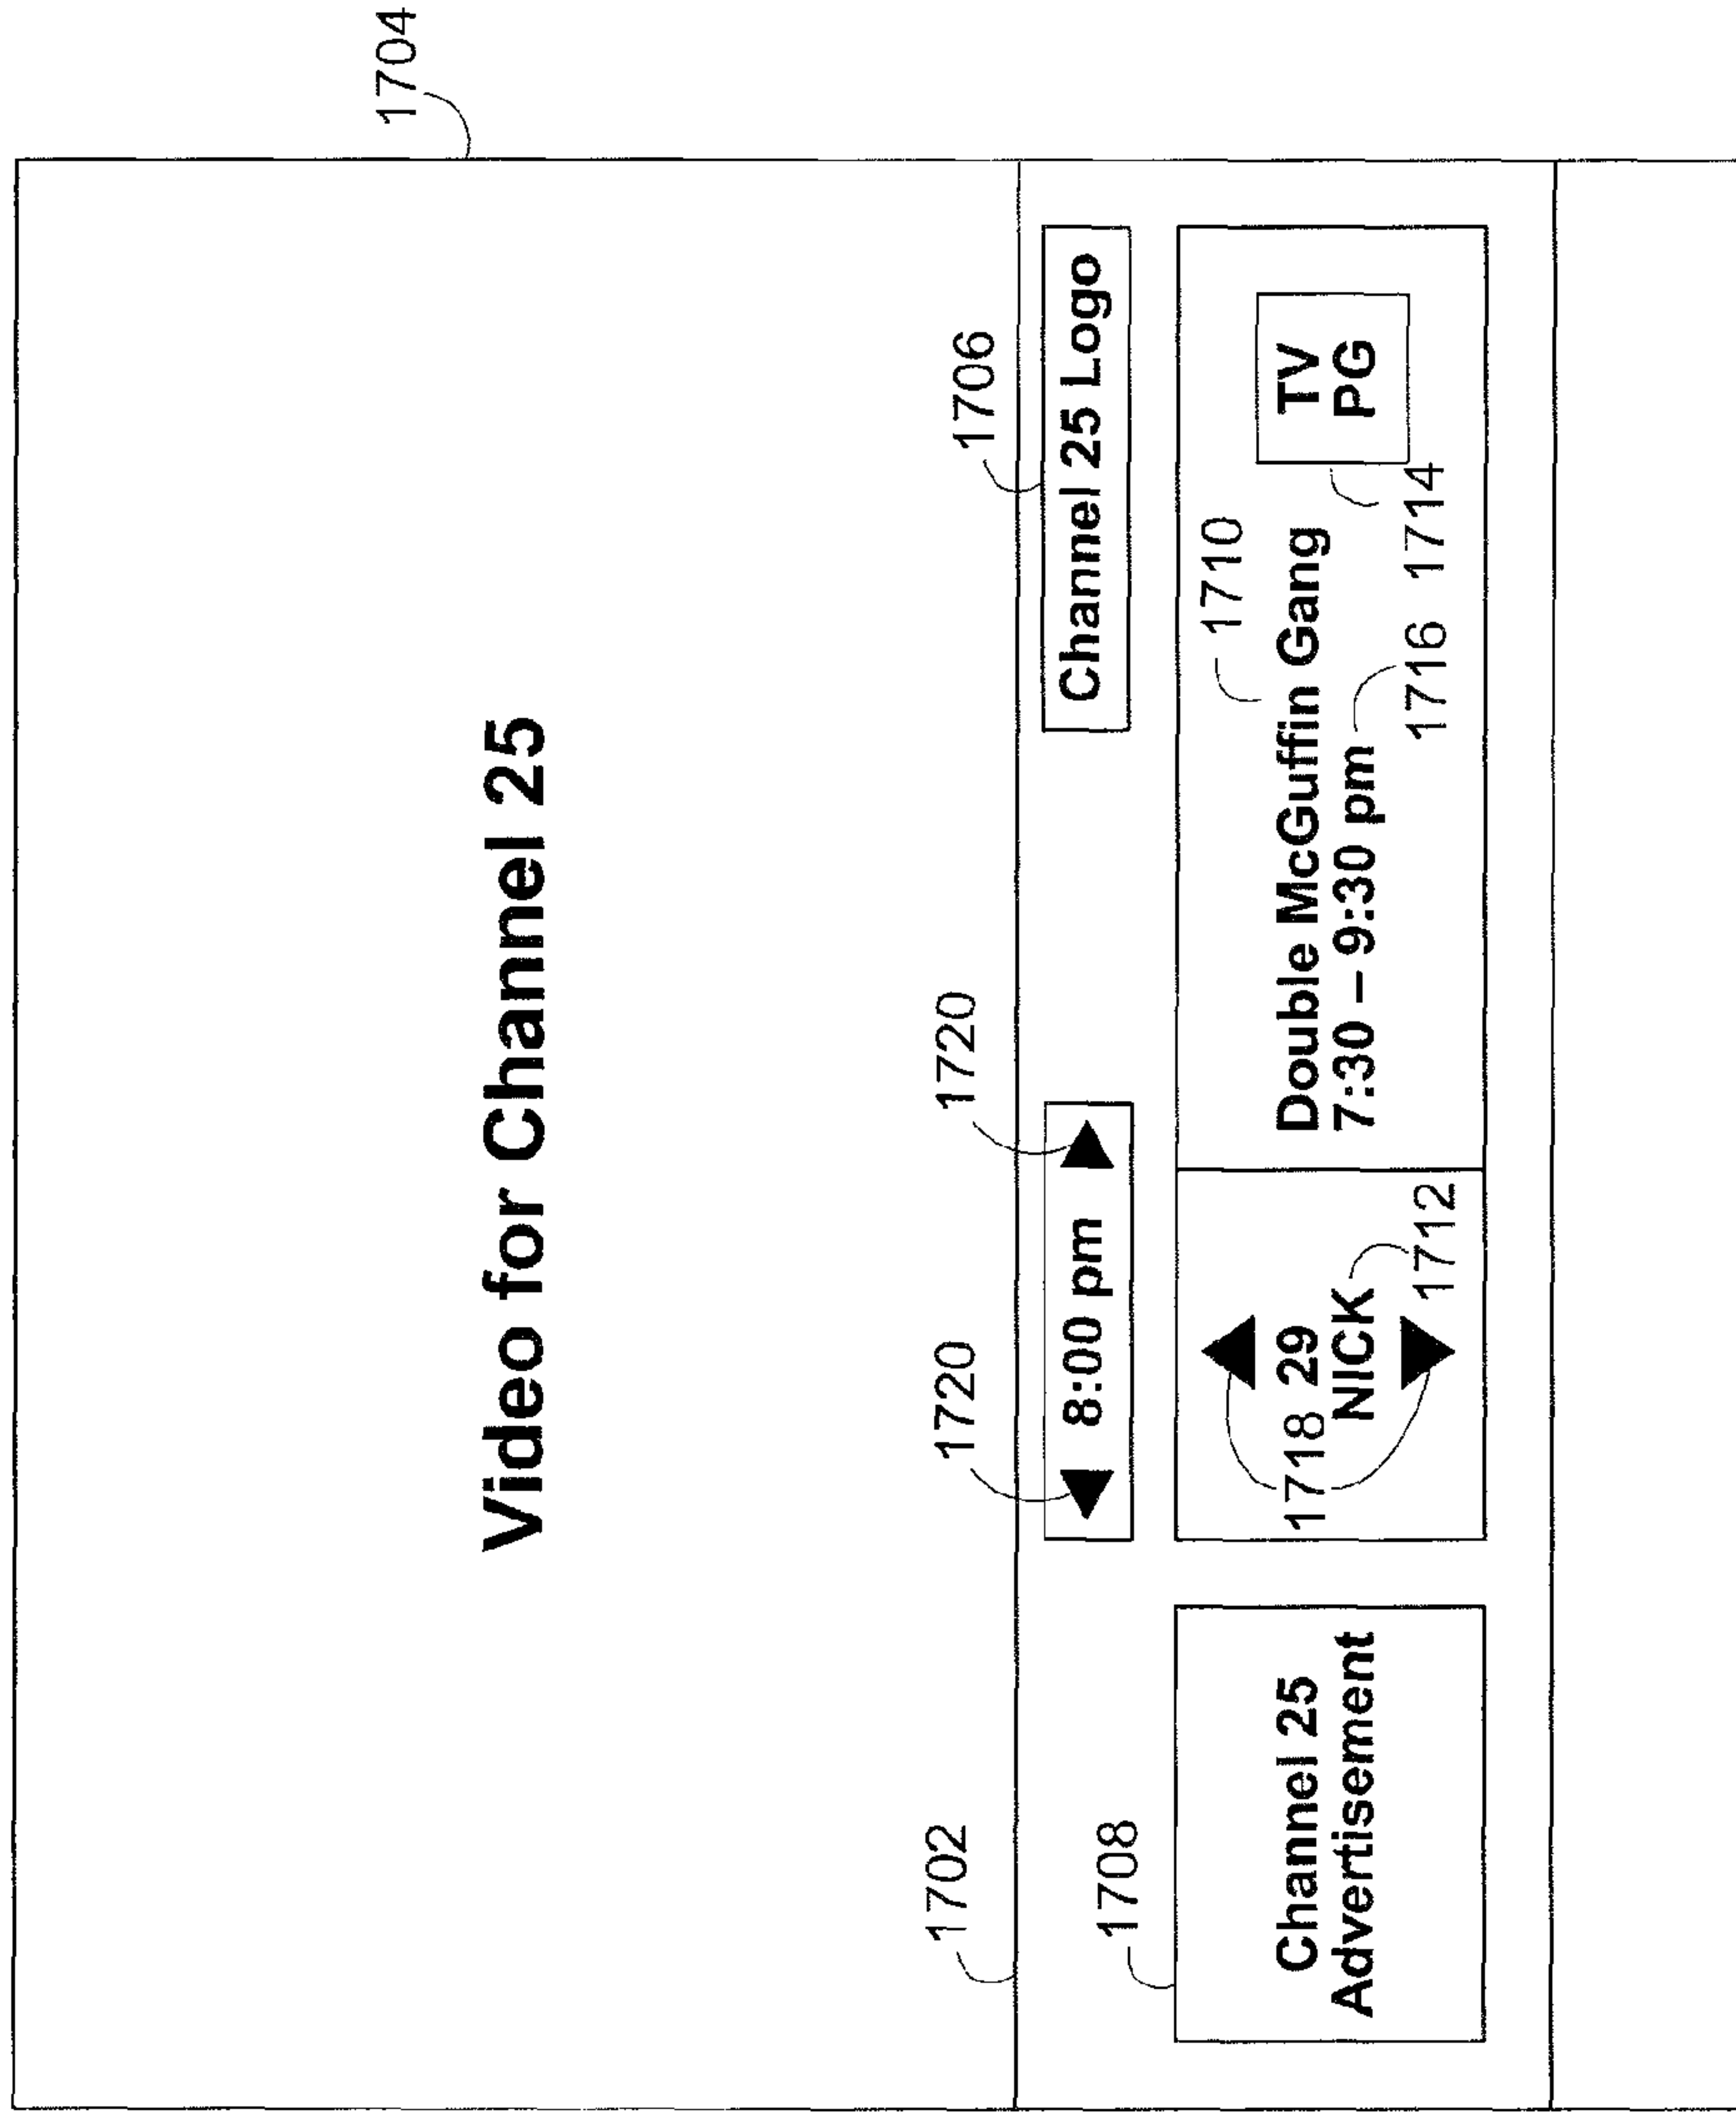 1704
Video for Channel 25
1702
1720
1720
1706
8:00 pm
Channel 25 Logo
1708
Channel 25
Advertisement
1718
29
NICK
1712
1710
Double McGuffin Gang
7:30 – 9:30 pm
1716
1714
TV
PG